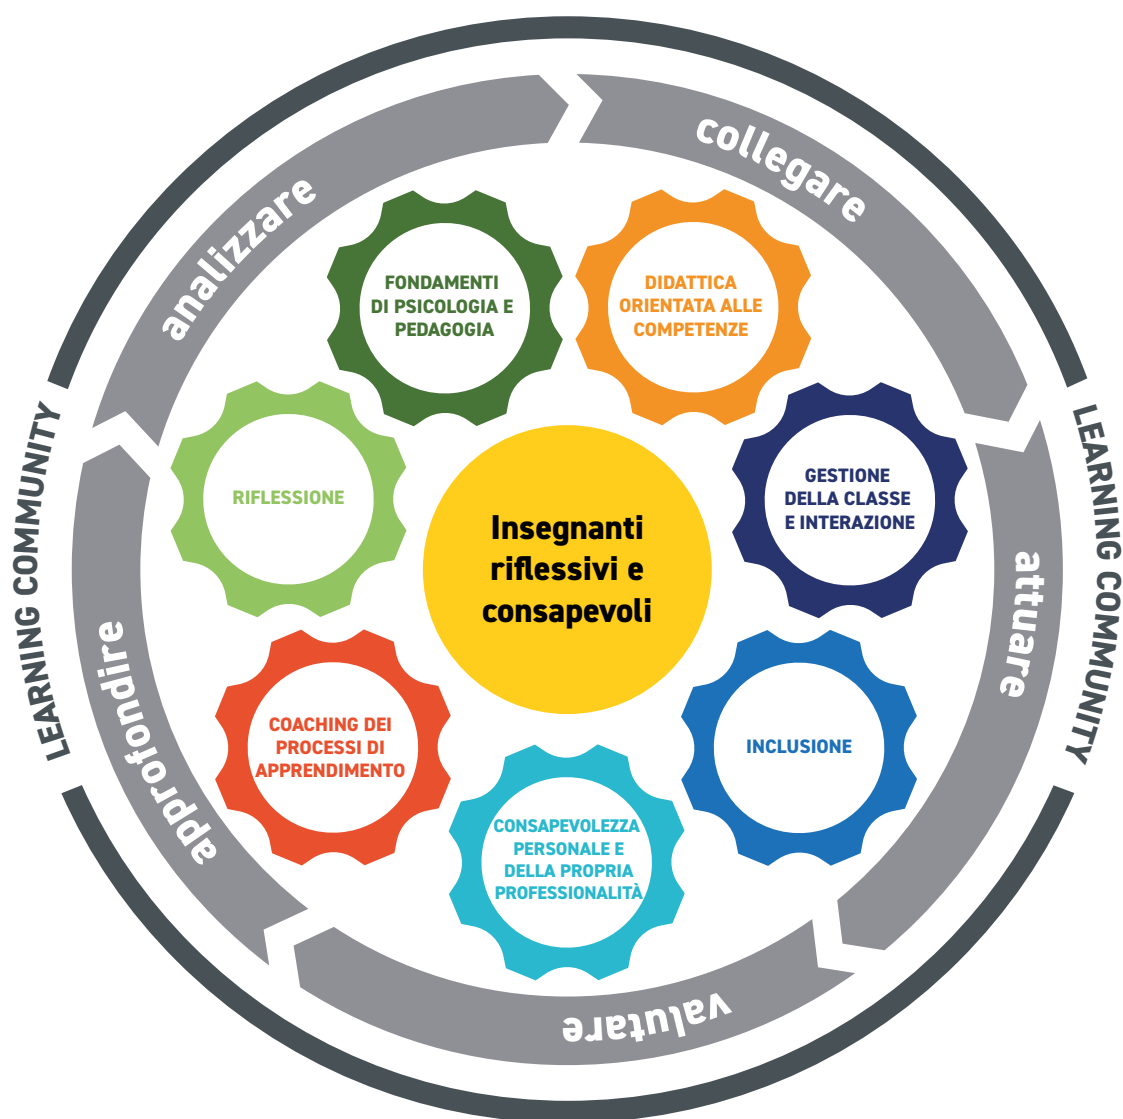 collegare
analizzare
FONDAMENTI
DI PSICOLOGIA E
PEDAGOGIA
DIDATTICA
ORIENTATA ALLE
COMPETENZE
LEARNING COMMUNITY
LEARNING COMMUNITY
RIFLESSIONE
GESTIONE
DELLA CLASSE
E INTERAZIONE
Insegnanti
riflessivi e
consapevoli
attuare
approfondire
COACHING DEI
PROCESSI DI
APPRENDIMENTO
INCLUSIONE
CONSAPEVOLEZZA
PERSONALE E
DELLA PROPRIA
PROFESSIONALITÀ
valutare